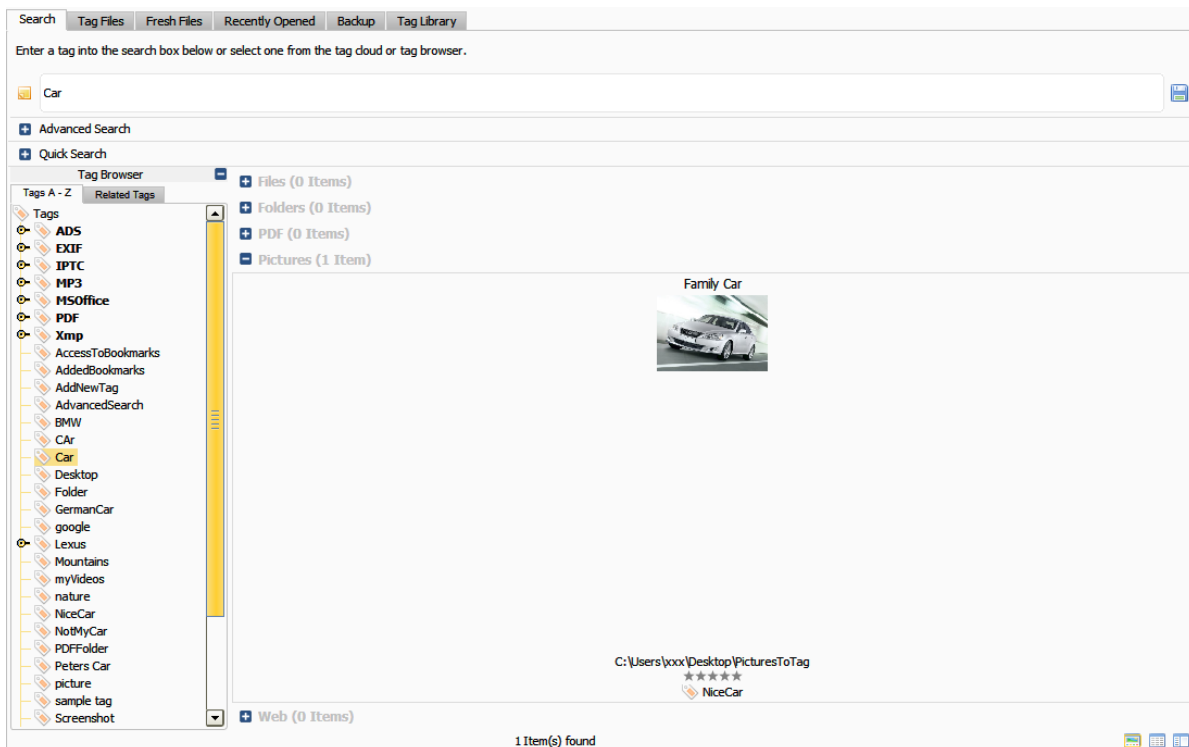 Search Tag Files Fresh Files Recently Opened Backup Tag Library
Enter a tag into the search box below or select one from the tag cloud or tag browser.
Car
Advanced Search
Quick Search
Tag Browser
Tags A - Z Related Tags
Tags
ADS
EXIF
IPTC
MP3
MSOffice
PDF
Xmp
AccessToBookmarks
AddedBookmarks
AddNewTag
AdvancedSearch
BMW
CAr
Car
Desktop
Folder
GermanCar
google
Lexus
Mountains
myVideos
nature
NiceCar
NotMyCar
PDFFolder
Peters Car
picture
sample tag
Screenshot
Files (0 Items)
Folders (0 Items)
PDF (0 Items)
Pictures (1 Item)
Family Car
C:\Users\xxx\Desktop\PicturesToTag
NiceCar
Web (0 Items)
1 Item(s) found